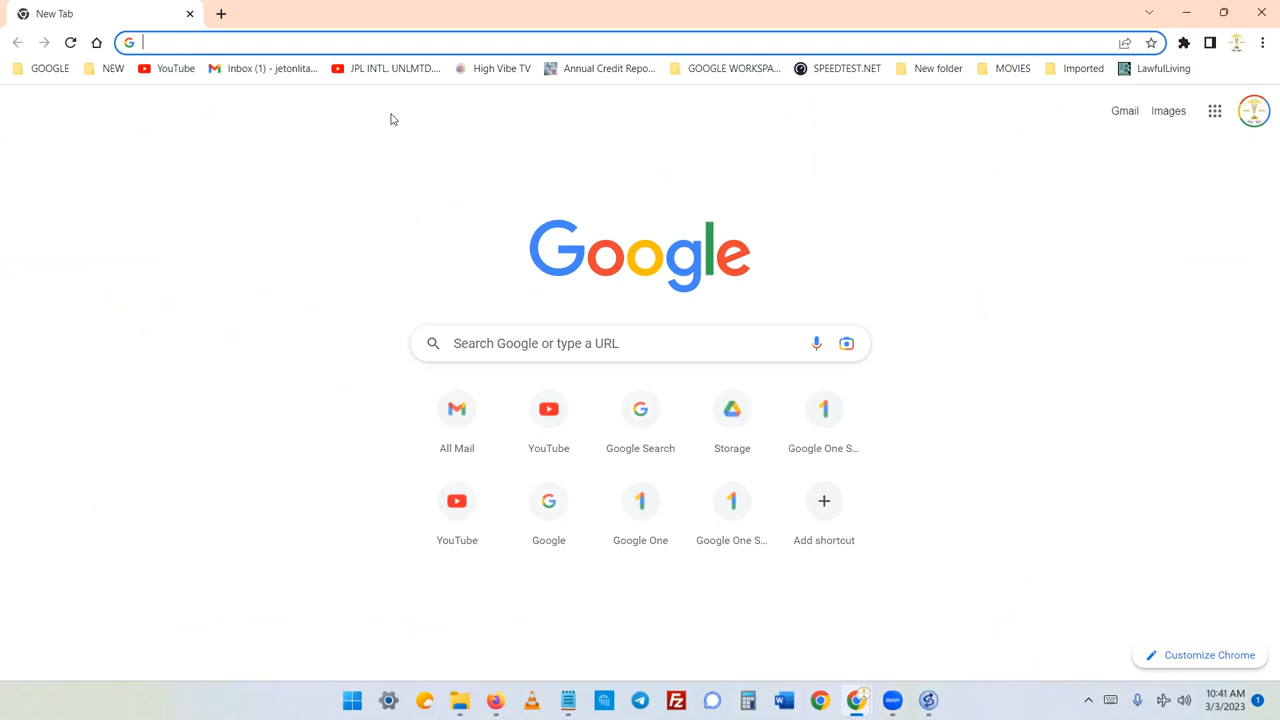 New Tab
GOOGLE NEW YouTube Inbox (1) - jetonlita... JPL INTL. UNLMTD.... High Vibe TV Annual Credit Repo... GOOGLE WORKSPA... SPEEDTEST.NET New folder MOVIES Imported LawfulLiving
Gmail Images
Google
Search Google or type a URL
All Mail YouTube Google Search Storage Google One S...
YouTube Google Google One Google One S... Add shortcut
Customize Chrome
10:41 AM
3/3/2023